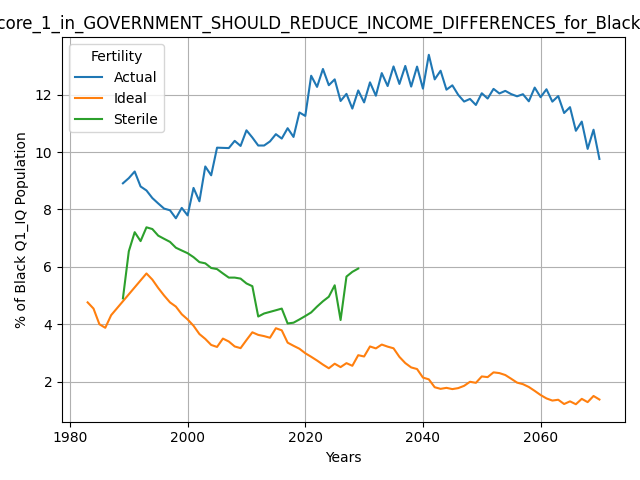 core_1_in_GOVERNMENT_SHOULD_REDUCE_INCOME_DIFFERENCES_for_Black
Fertility
Actual
Ideal
Sterile
% of Black Q1_IQ Population
12
10
8
6
4
2
1980
2000
2020
2040
2060
Years